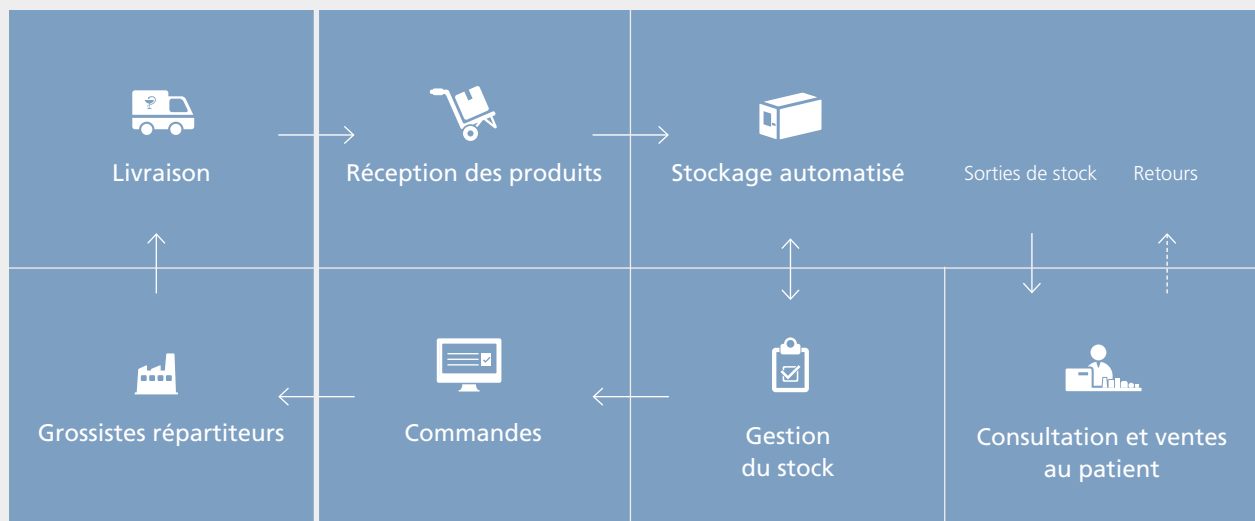 Livraison
Réception des produits
Stockage automatisé
Sorties de stock
Retours
Grossistes répartiteurs
Commandes
Gestion
du stock
Consultation et ventes
au patient